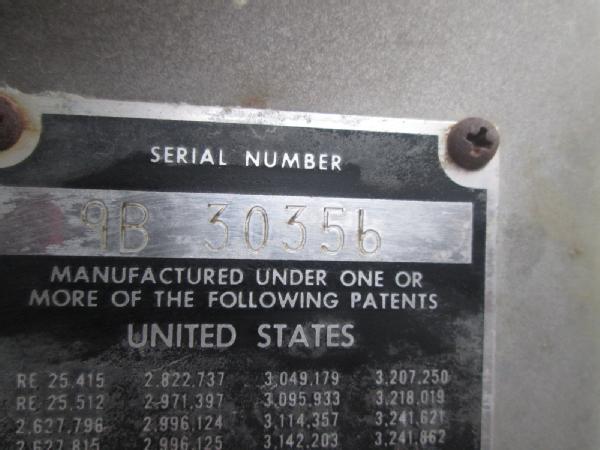 SERIAL NUMBER
9B 30356
MANUFACTURED UNDER ONE OR
MORE OF THE FOLLOWING PATENTS
UNITED STATES
RE 25,415 2,822,737 3,049,179 3,207,250
RE 25,512 2,971,397 3,095,933 3,218,019
2,627,796 2,996,124 3,114,357 3,241,621
2,627,815 2,996,125 3,142,203 3,241,862